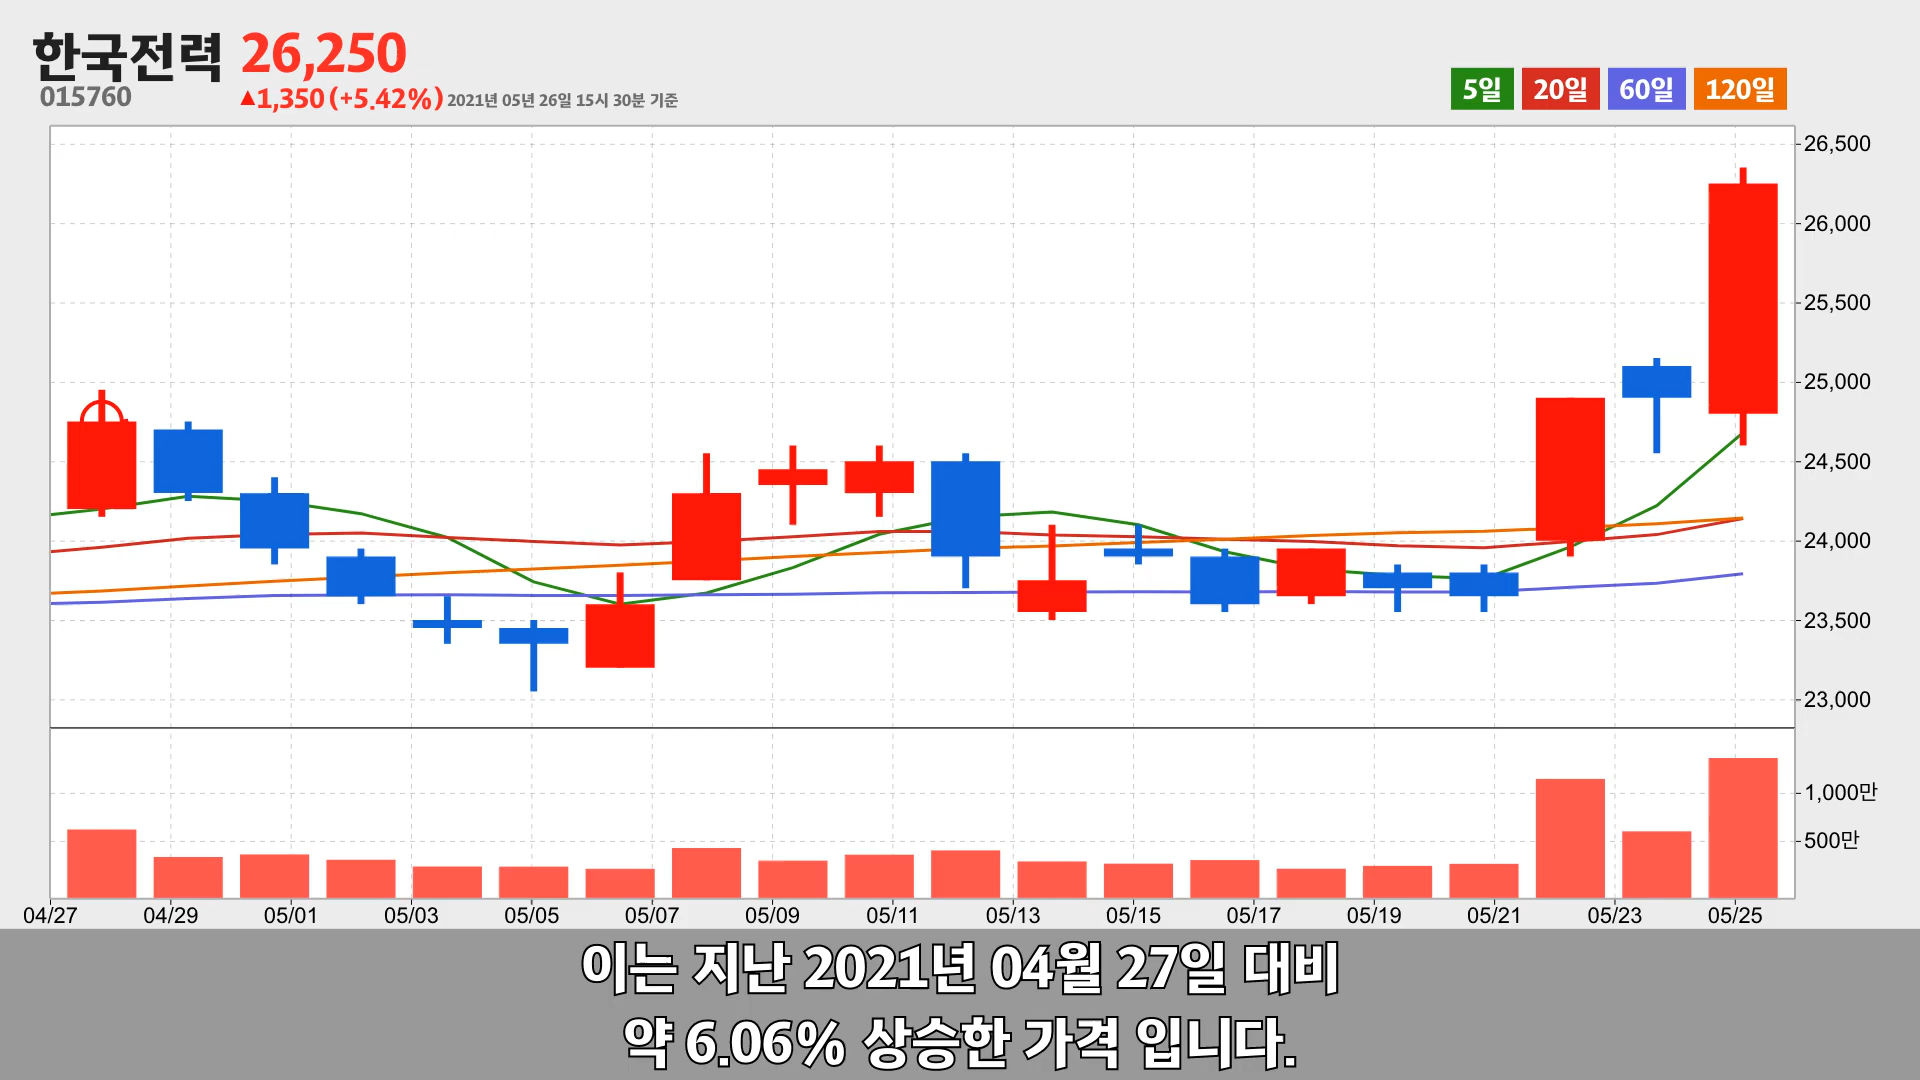 한국전력 26,250
015760 ▲1,350 (+5.42%) 2021년 05년 26일 15시 30분 기준
5일 20일 60일 120일
26,500
26,000
25,500
25,000
24,500
24,000
23,500
23,000
1,000만
500만
04/27 04/29 05/01 05/03 05/05 05/07 05/09 05/11 05/13 05/15 05/17 05/19 05/21 05/23 05/25
이는 지난 2021년 04월 27일 대비
약 6.06% 상승한 가격 입니다.